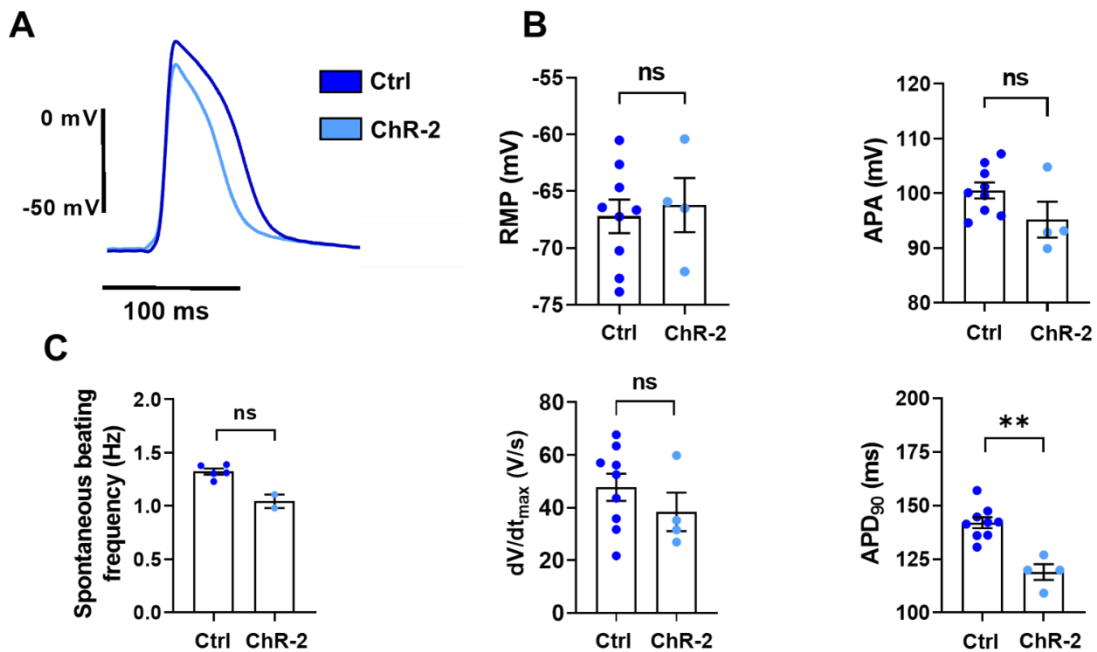 A
0 mV
-50 mV
100 ms
Ctrl
ChR-2
B
RMP (mV)
-55
-60
-65
-70
-75
ns
Ctrl ChR-2
APA (mV)
120
110
100
90
80
ns
Ctrl ChR-2
C
Spontaneous beating
frequency (Hz)
2.0
1.5
1.0
0.5
0.0
ns
Ctrl ChR-2
dV/dtmax (V/s)
80
60
40
20
0
ns
Ctrl ChR-2
APD90 (ms)
200
175
150
125
100
**
Ctrl ChR-2